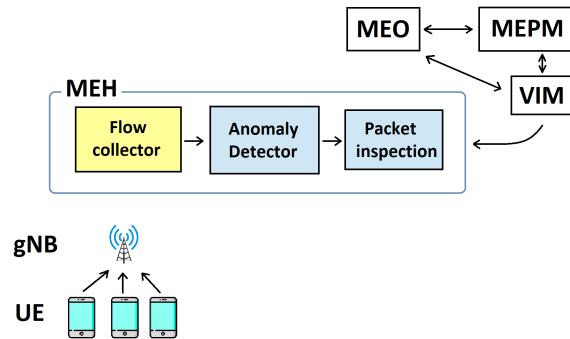 MEO
MEPM
VIM
MEH
Flow
collector
Anomaly
Detector
Packet
inspection
gNB
UE